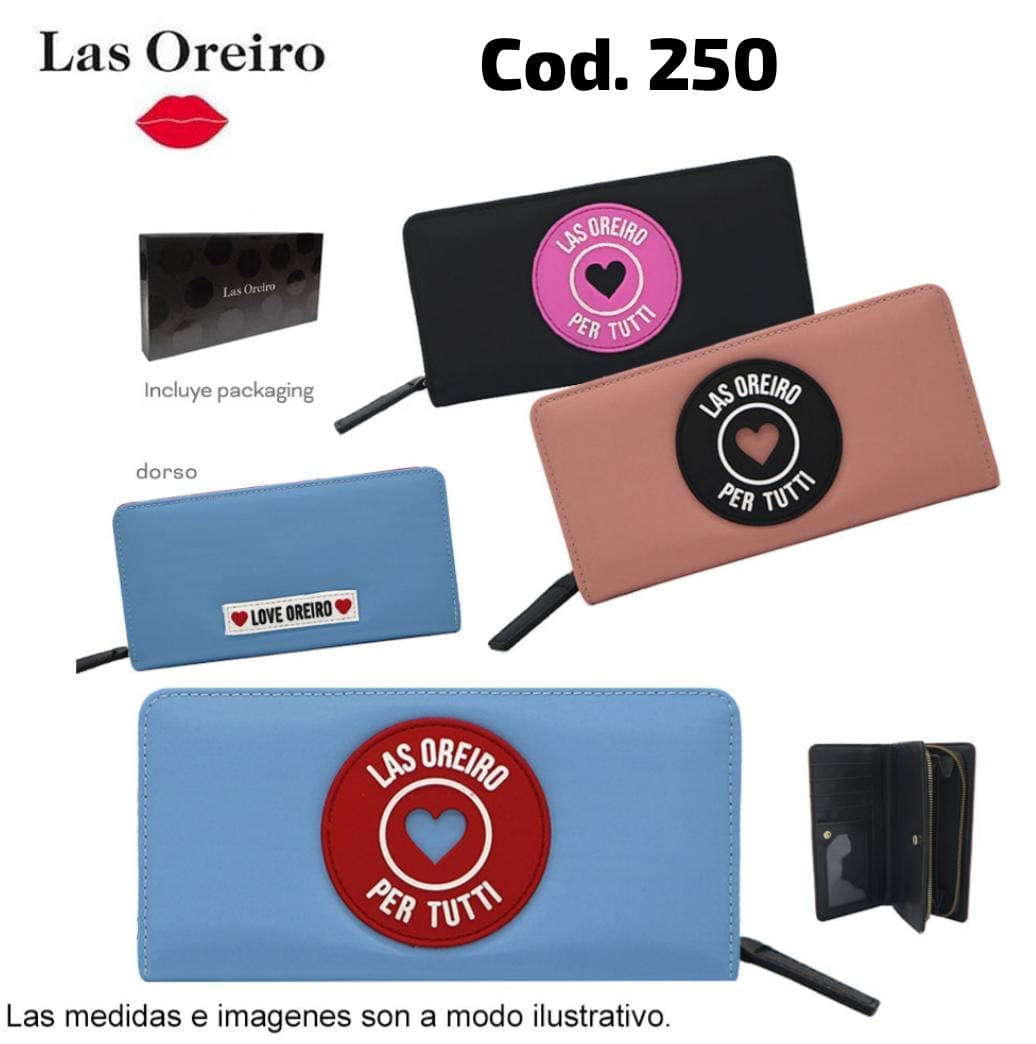 Las Oreiro
Cod. 250
Las Oreiro
Incluye packaging
LAS OREIRO
PER TUTTI
LAS OREIRO
PER TUTTI
dorso
LOVE OREIRO
LAS OREIRO
PER TUTTI
Las medidas e imagenes son a modo ilustrativo.